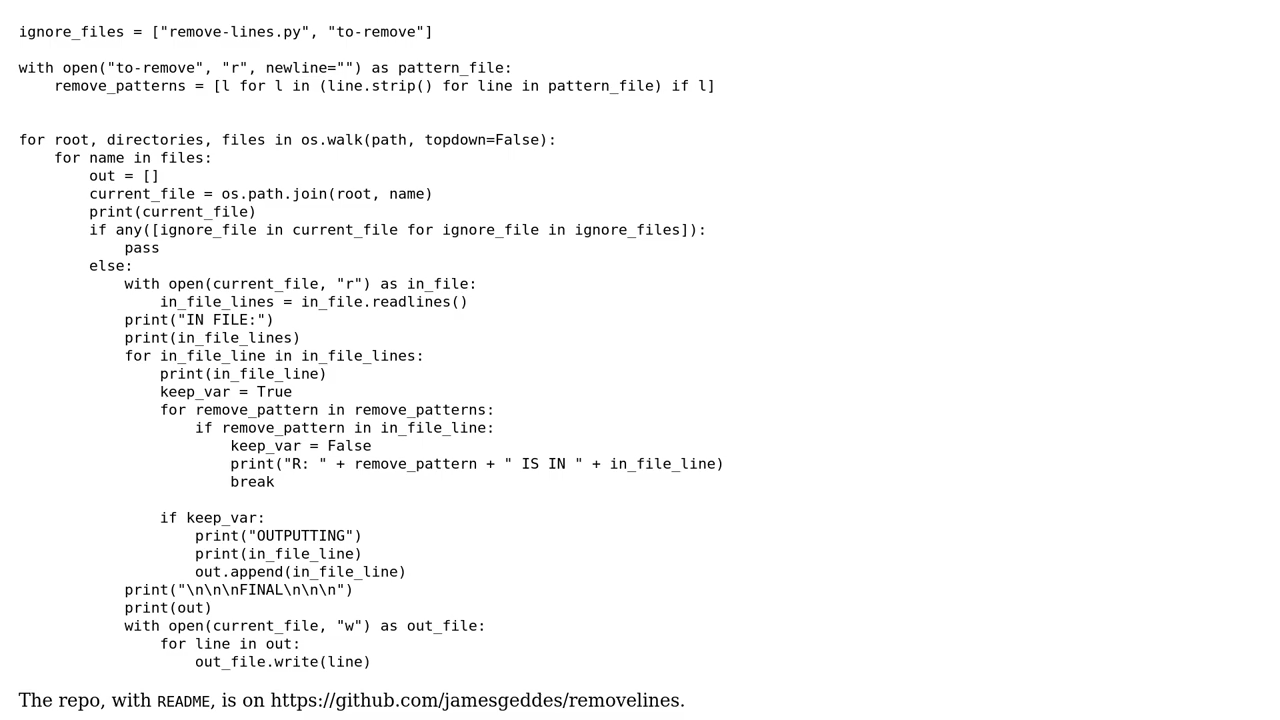 ignore_files = ["remove-lines.py", "to-remove"]

with open("to-remove", "r", newline="") as pattern_file:
    remove_patterns = [l for l in (line.strip() for line in pattern_file) if l]


for root, directories, files in os.walk(path, topdown=False):
    for name in files:
        out = []
        current_file = os.path.join(root, name)
        print(current_file)
        if any([ignore_file in current_file for ignore_file in ignore_files]):
            pass
        else:
            with open(current_file, "r") as in_file:
                in_file_lines = in_file.readlines()
            print("IN FILE:")
            print(in_file_lines)
            for in_file_line in in_file_lines:
                print(in_file_line)
                keep_var = True
                for remove_pattern in remove_patterns:
                    if remove_pattern in in_file_line:
                        keep_var = False
                        print("R: " + remove_pattern + " IS IN " + in_file_line)
                        break

                if keep_var:
                    print("OUTPUTTING")
                    print(in_file_line)
                    out.append(in_file_line)
            print("\n\n\nFINAL\n\n\n")
            print(out)
            with open(current_file, "w") as out_file:
                for line in out:
                    out_file.write(line)

The repo, with README, is on https://github.com/jamesgeddes/removelines.